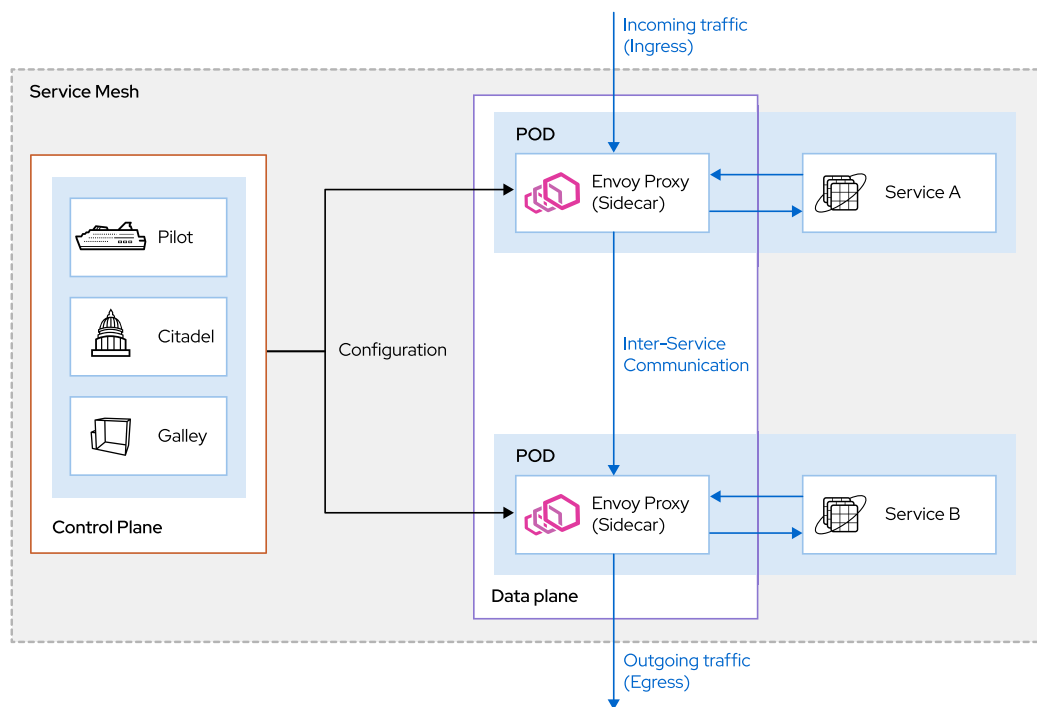 Incoming traffic
(Ingress)
Service Mesh
POD
Envoy Proxy
(Sidecar)
Service A
Pilot
Citadel
Galley
Control Plane
Configuration
Inter-Service
Communication
POD
Envoy Proxy
(Sidecar)
Service B
Data plane
Outgoing traffic
(Egress)